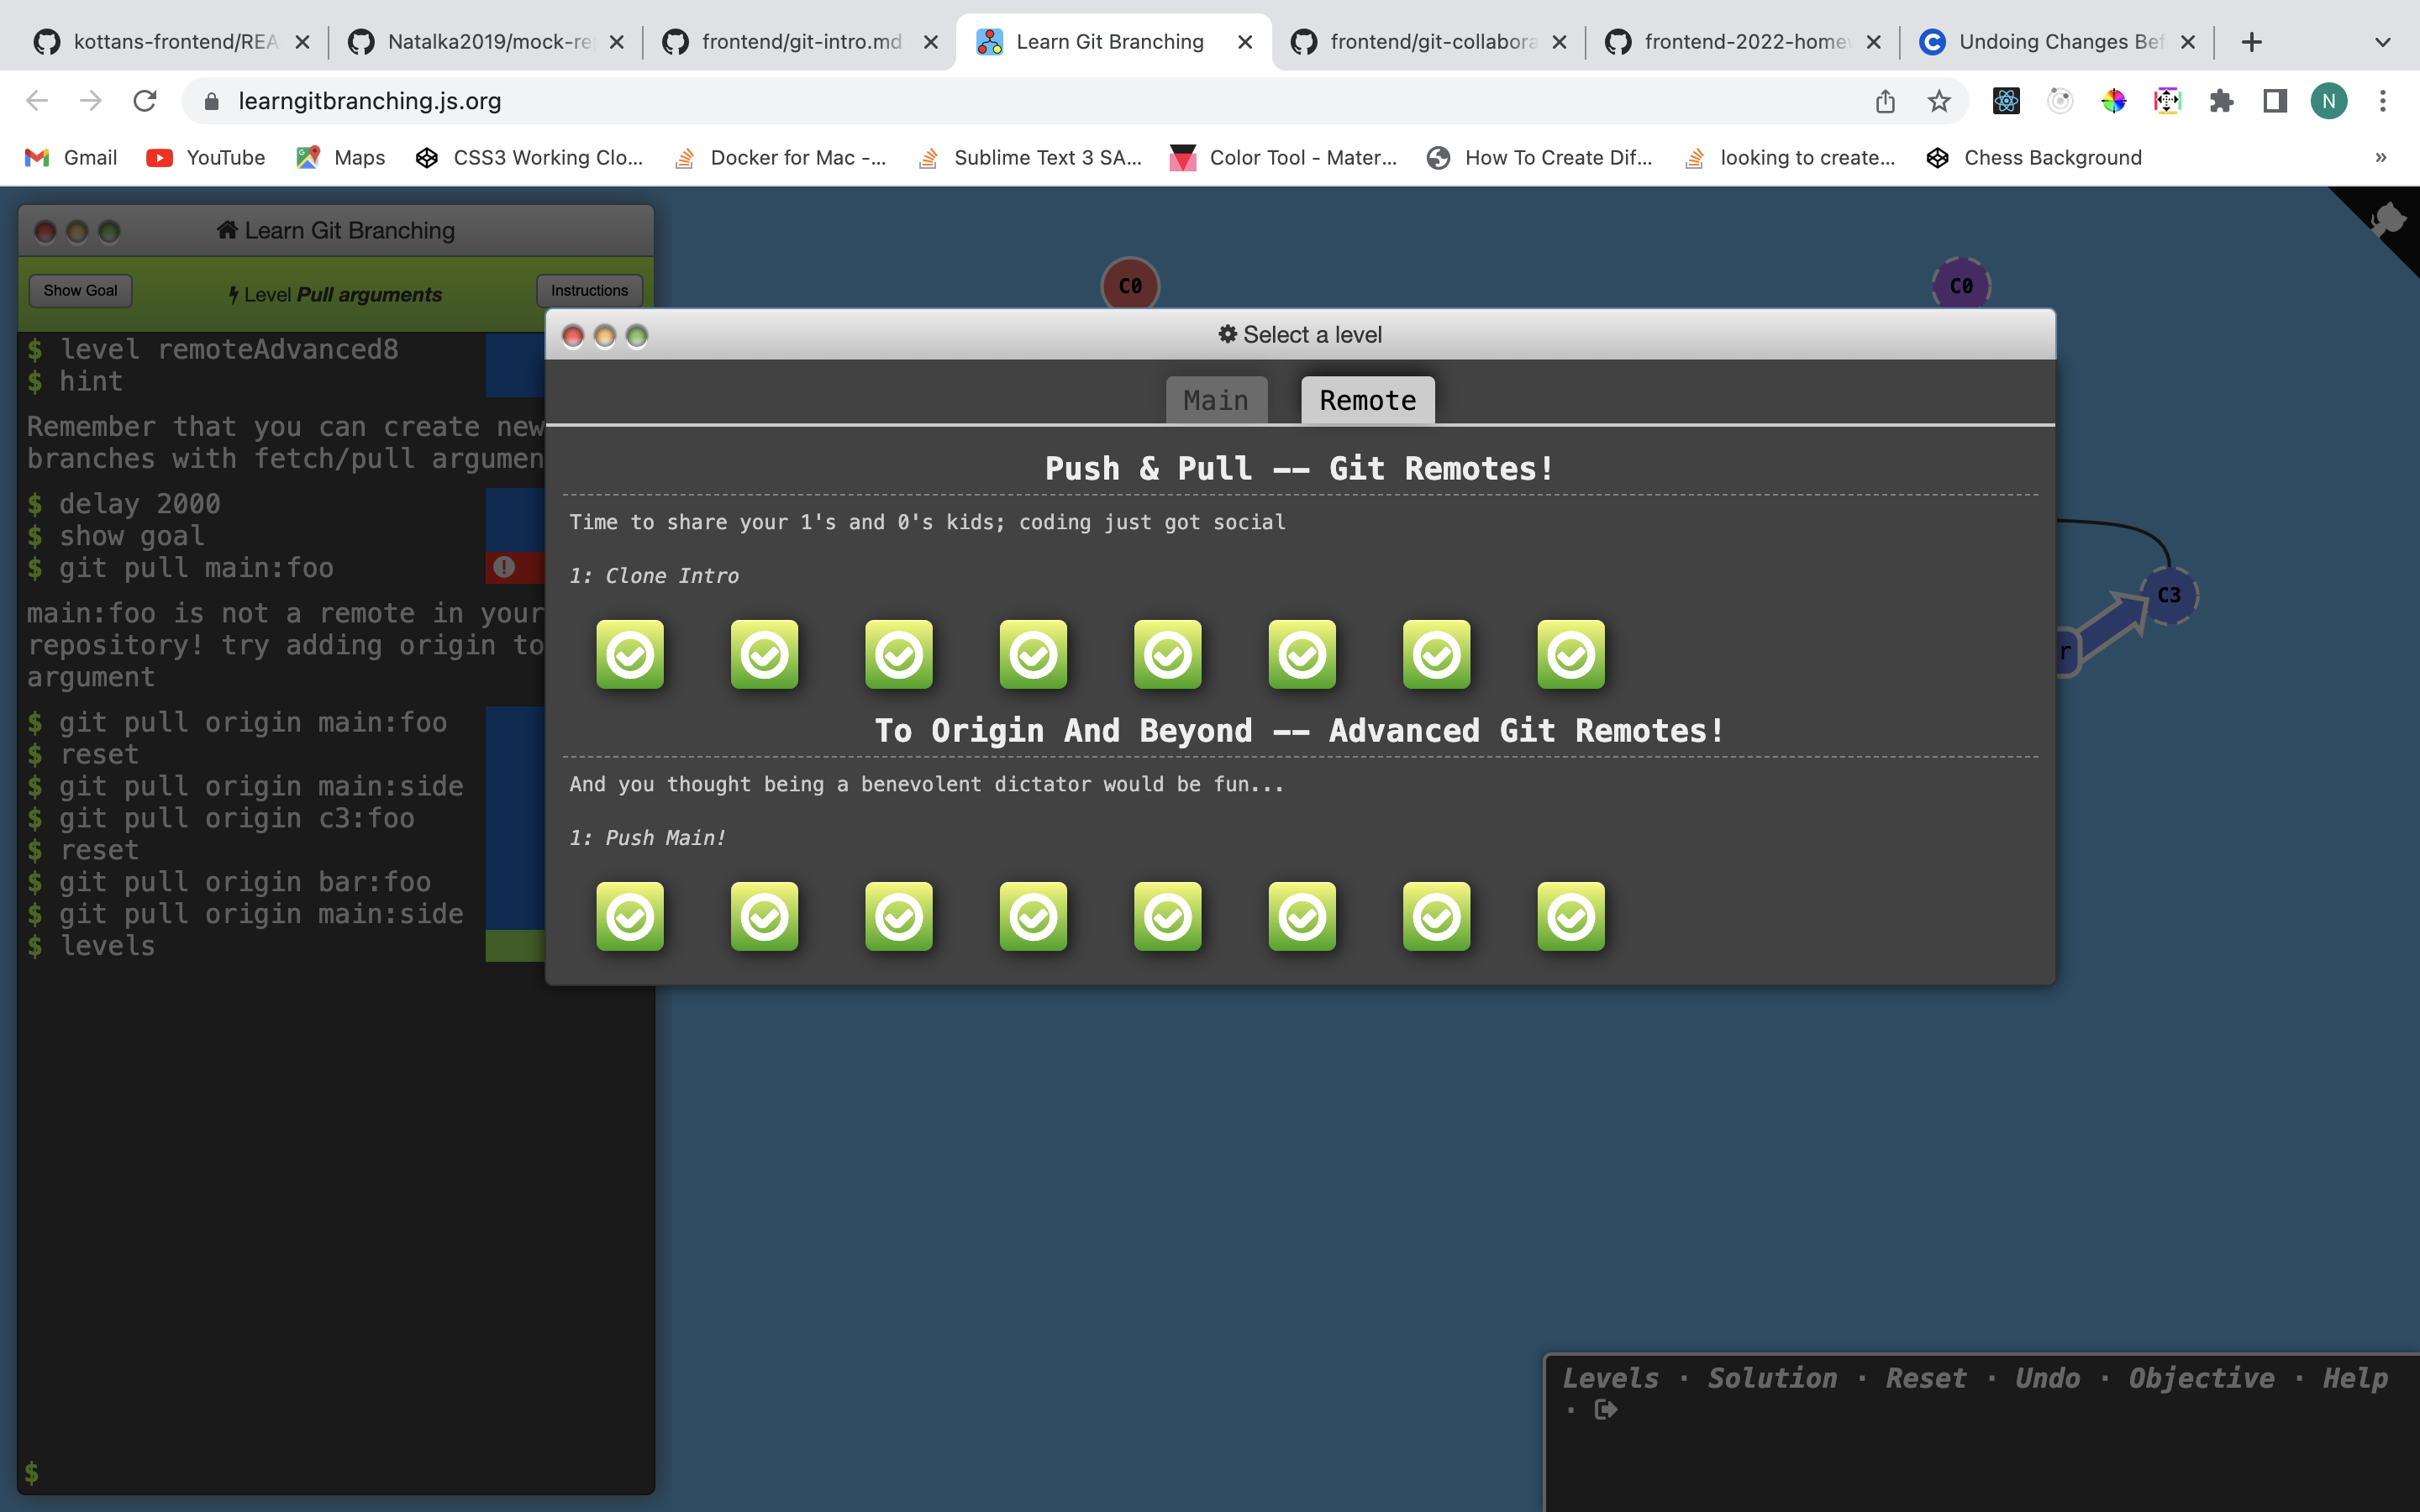 kottans-frontend/REA
Natalka2019/mock-re
frontend/git-intro.md
Learn Git Branching
frontend/git-collabora
frontend-2022-home
Undoing Changes Bef
learngitbranching.js.org
N
Gmail
YouTube
Maps
CSS3 Working Clo...
Docker for Mac -...
Sublime Text 3 SA...
Color Tool - Mater...
How To Create Dif...
looking to create...
Chess Background
»
Learn Git Branching
Show Goal
Level Pull arguments
Instructions
$ level remoteAdvanced8
$ hint
Remember that you can create new
branches with fetch/pull argumen
$ delay 2000
$ show goal
$ git pull main:foo
main:foo is not a remote in your
repository! try adding origin to
argument
$ git pull origin main:foo
$ reset
$ git pull origin main:side
$ git pull origin c3:foo
$ reset
$ git pull origin bar:foo
$ git pull origin main:side
$ levels
$
C0
C0
C3
r
Select a level
Main
Remote
Push & Pull -- Git Remotes!
Time to share your 1's and 0's kids; coding just got social
1: Clone Intro
To Origin And Beyond -- Advanced Git Remotes!
And you thought being a benevolent dictator would be fun...
1: Push Main!
Levels · Solution · Reset · Undo · Objective · Help
·